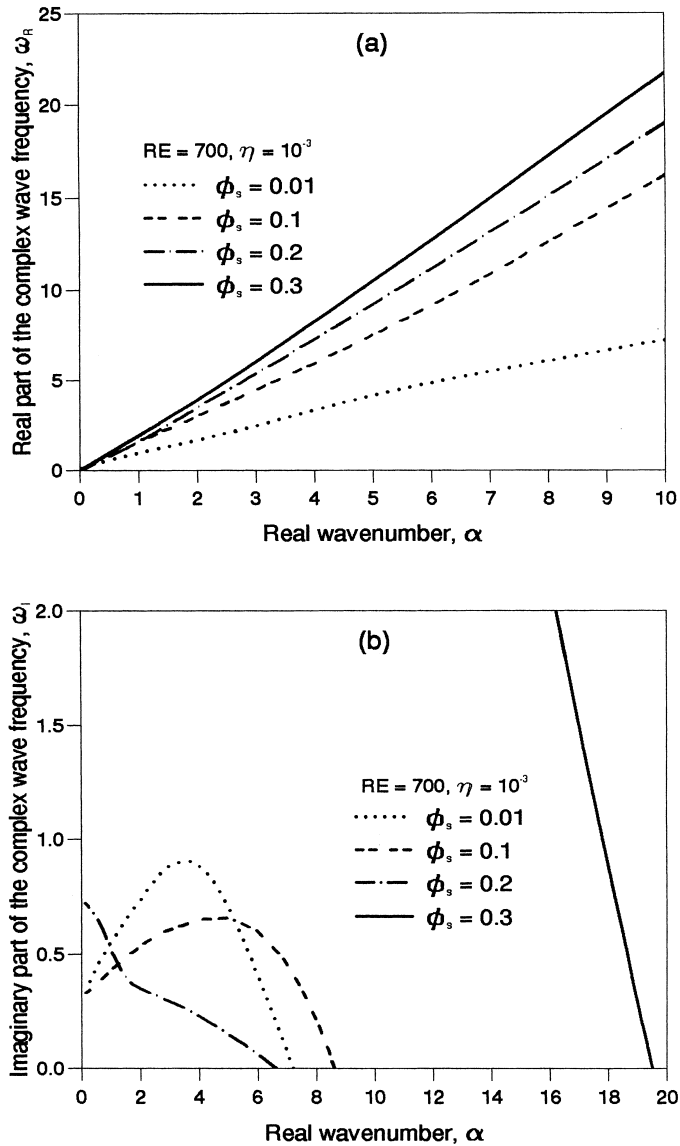 25
20
15
10
5
0
Real part of the complex wave frequency, ω_R
(a)
RE = 700, η = 10⁻³
ϕₛ = 0.01
ϕₛ = 0.1
ϕₛ = 0.2
ϕₛ = 0.3
0 1 2 3 4 5 6 7 8 9 10
Real wavenumber, α
2.0
1.5
1.0
0.5
0.0
Imaginary part of the complex wave frequency, ω_I
(b)
RE = 700, η = 10⁻³
ϕₛ = 0.01
ϕₛ = 0.1
ϕₛ = 0.2
ϕₛ = 0.3
0 2 4 6 8 10 12 14 16 18 20
Real wavenumber, α